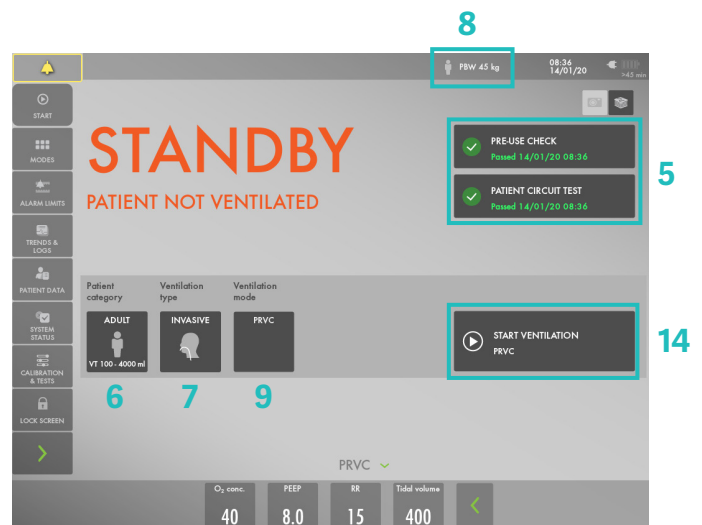 8
PBW 45 kg
08:36
14/01/20
>45 min
START
MODES
ALARM LIMITS
TRENDS &
LOGS
PATIENT DATA
SYSTEM
STATUS
CALIBRATION
& TESTS
LOCK SCREEN
STANDBY
PATIENT NOT VENTILATED
PRE-USE CHECK
Passed 14/01/20 08:36
PATIENT CIRCUIT TEST
Passed 14/01/20 08:36
5
Patient
category
Ventilation
type
Ventilation
mode
ADULT
VT 100 - 4000 ml
INVASIVE
PRVC
START VENTILATION
PRVC
14
6
7
9
PRVC
O₂ conc.
40
PEEP
8.0
RR
15
Tidal volume
400